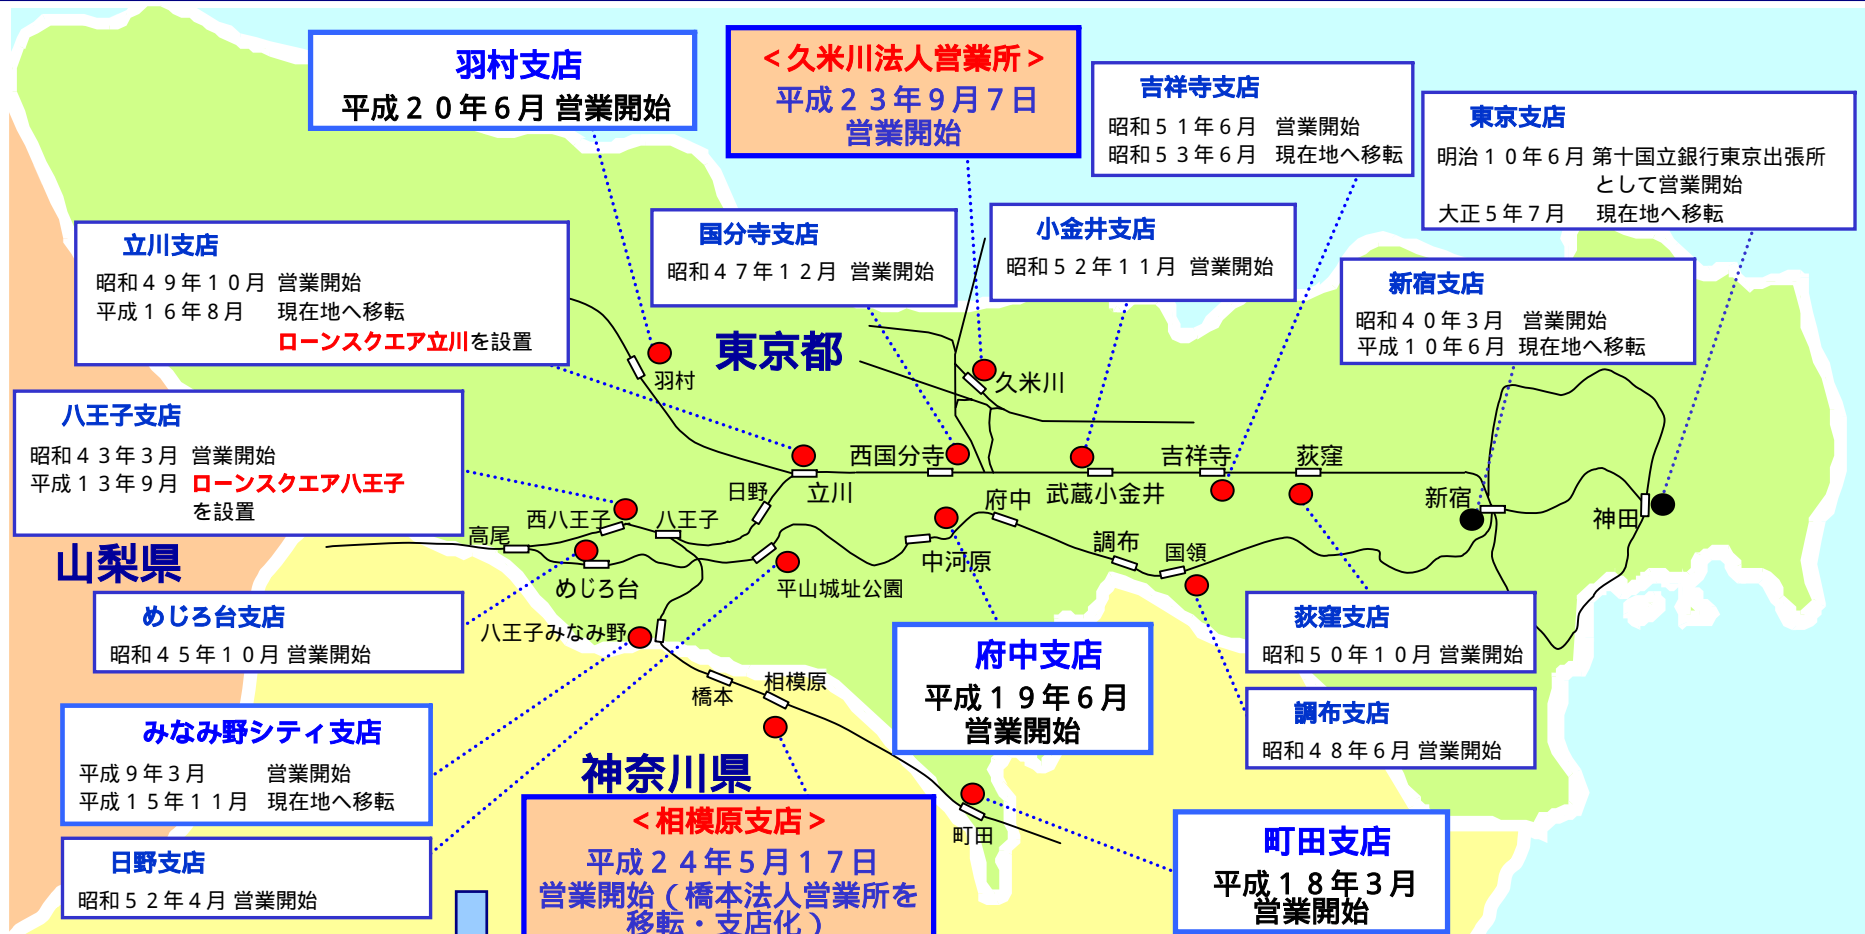 羽村支店
平成２０年６月 営業開始
＜久米川法人営業所＞
平成２３年９月７日
営業開始
吉祥寺支店
昭和５１年６月 営業開始
昭和５３年６月 現在地へ移転
東京支店
明治１０年６月 第十国立銀行東京出張所
として営業開始
大正５年７月 現在地へ移転
立川支店
昭和４９年１０月 営業開始
平成１６年８月 現在地へ移転
ローンスクエア立川を設置
国分寺支店
昭和４７年１２月 営業開始
小金井支店
昭和５２年１１月 営業開始
新宿支店
昭和４０年３月 営業開始
平成１０年６月 現在地へ移転
東京都
羽村
久米川
八王子支店
昭和４３年３月 営業開始
平成１３年９月 ローンスクエア八王子
を設置
西国分寺
吉祥寺
荻窪
日野
立川
府中
武蔵小金井
新宿
神田
高尾
西八王子
八王子
山梨県
めじろ台
平山城址公園
中河原
調布
国領
めじろ台支店
昭和４５年１０月 営業開始
八王子みなみ野
府中支店
平成１９年６月
営業開始
荻窪支店
昭和５０年１０月 営業開始
橋本
相模原
みなみ野シティ支店
平成９年３月 営業開始
平成１５年１１月 現在地へ移転
調布支店
昭和４８年６月 営業開始
神奈川県
＜相模原支店＞
平成２４年５月１７日
営業開始（橋本法人営業所を
移転・支店化）
町田
町田支店
平成１８年３月
営業開始
日野支店
昭和５２年４月 営業開始